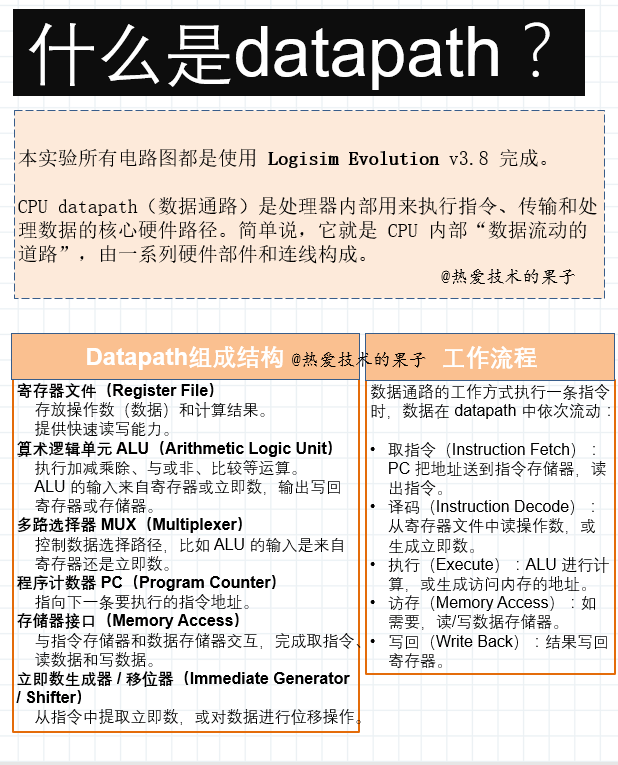 什么是datapath？
本实验所有电路图都是使用 Logisim Evolution v3.8 完成。
CPU datapath（数据通路）是处理器内部用来执行指令、传输和处
理数据的核心硬件路径。简单说，它就是 CPU 内部“数据流动的
道路”，由一系列硬件部件和连线构成。
@热爱技术的果子
Datapath组成结构
@热爱技术的果子
寄存器文件（Register File）
存放操作数（数据）和计算结果。
提供快速读写能力。
算术逻辑单元 ALU（Arithmetic Logic Unit）
执行加减乘除、与或非、比较等运算。
ALU 的输入来自寄存器或立即数，输出写回
寄存器或存储器。
多路选择器 MUX（Multiplexer）
控制数据选择路径，比如 ALU 的输入是来自
寄存器还是立即数。
程序计数器 PC（Program Counter）
指向下一条要执行的指令地址。
存储器接口（Memory Access）
与指令存储器和数据存储器交互，完成取指令、
读数据和写数据。
立即数生成器 / 移位器（Immediate Generator
/ Shifter）
从指令中提取立即数，或对数据进行位移操作。
工作流程
数据通路的工作方式执行一条指令
时，数据在 datapath 中依次流动：
• 取指令（Instruction Fetch）：
PC 把地址送到指令存储器，读
出指令。
• 译码（Instruction Decode）：
从寄存器文件中读操作数，或
生成立即数。
• 执行（Execute）：ALU 进行计
算，或生成访问内存的地址。
• 访存（Memory Access）：如
需要，读/写数据存储器。
• 写回（Write Back）：结果写回
寄存器。